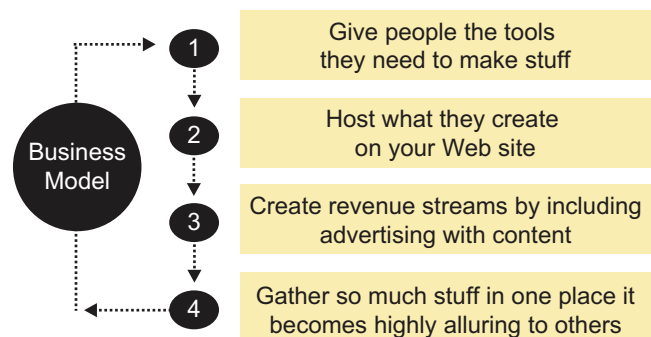 Business
Model
1
Give people the tools
they need to make stuff
2
Host what they create
on your Web site
3
Create revenue streams by including
advertising with content
4
Gather so much stuff in one place it
becomes highly alluring to others